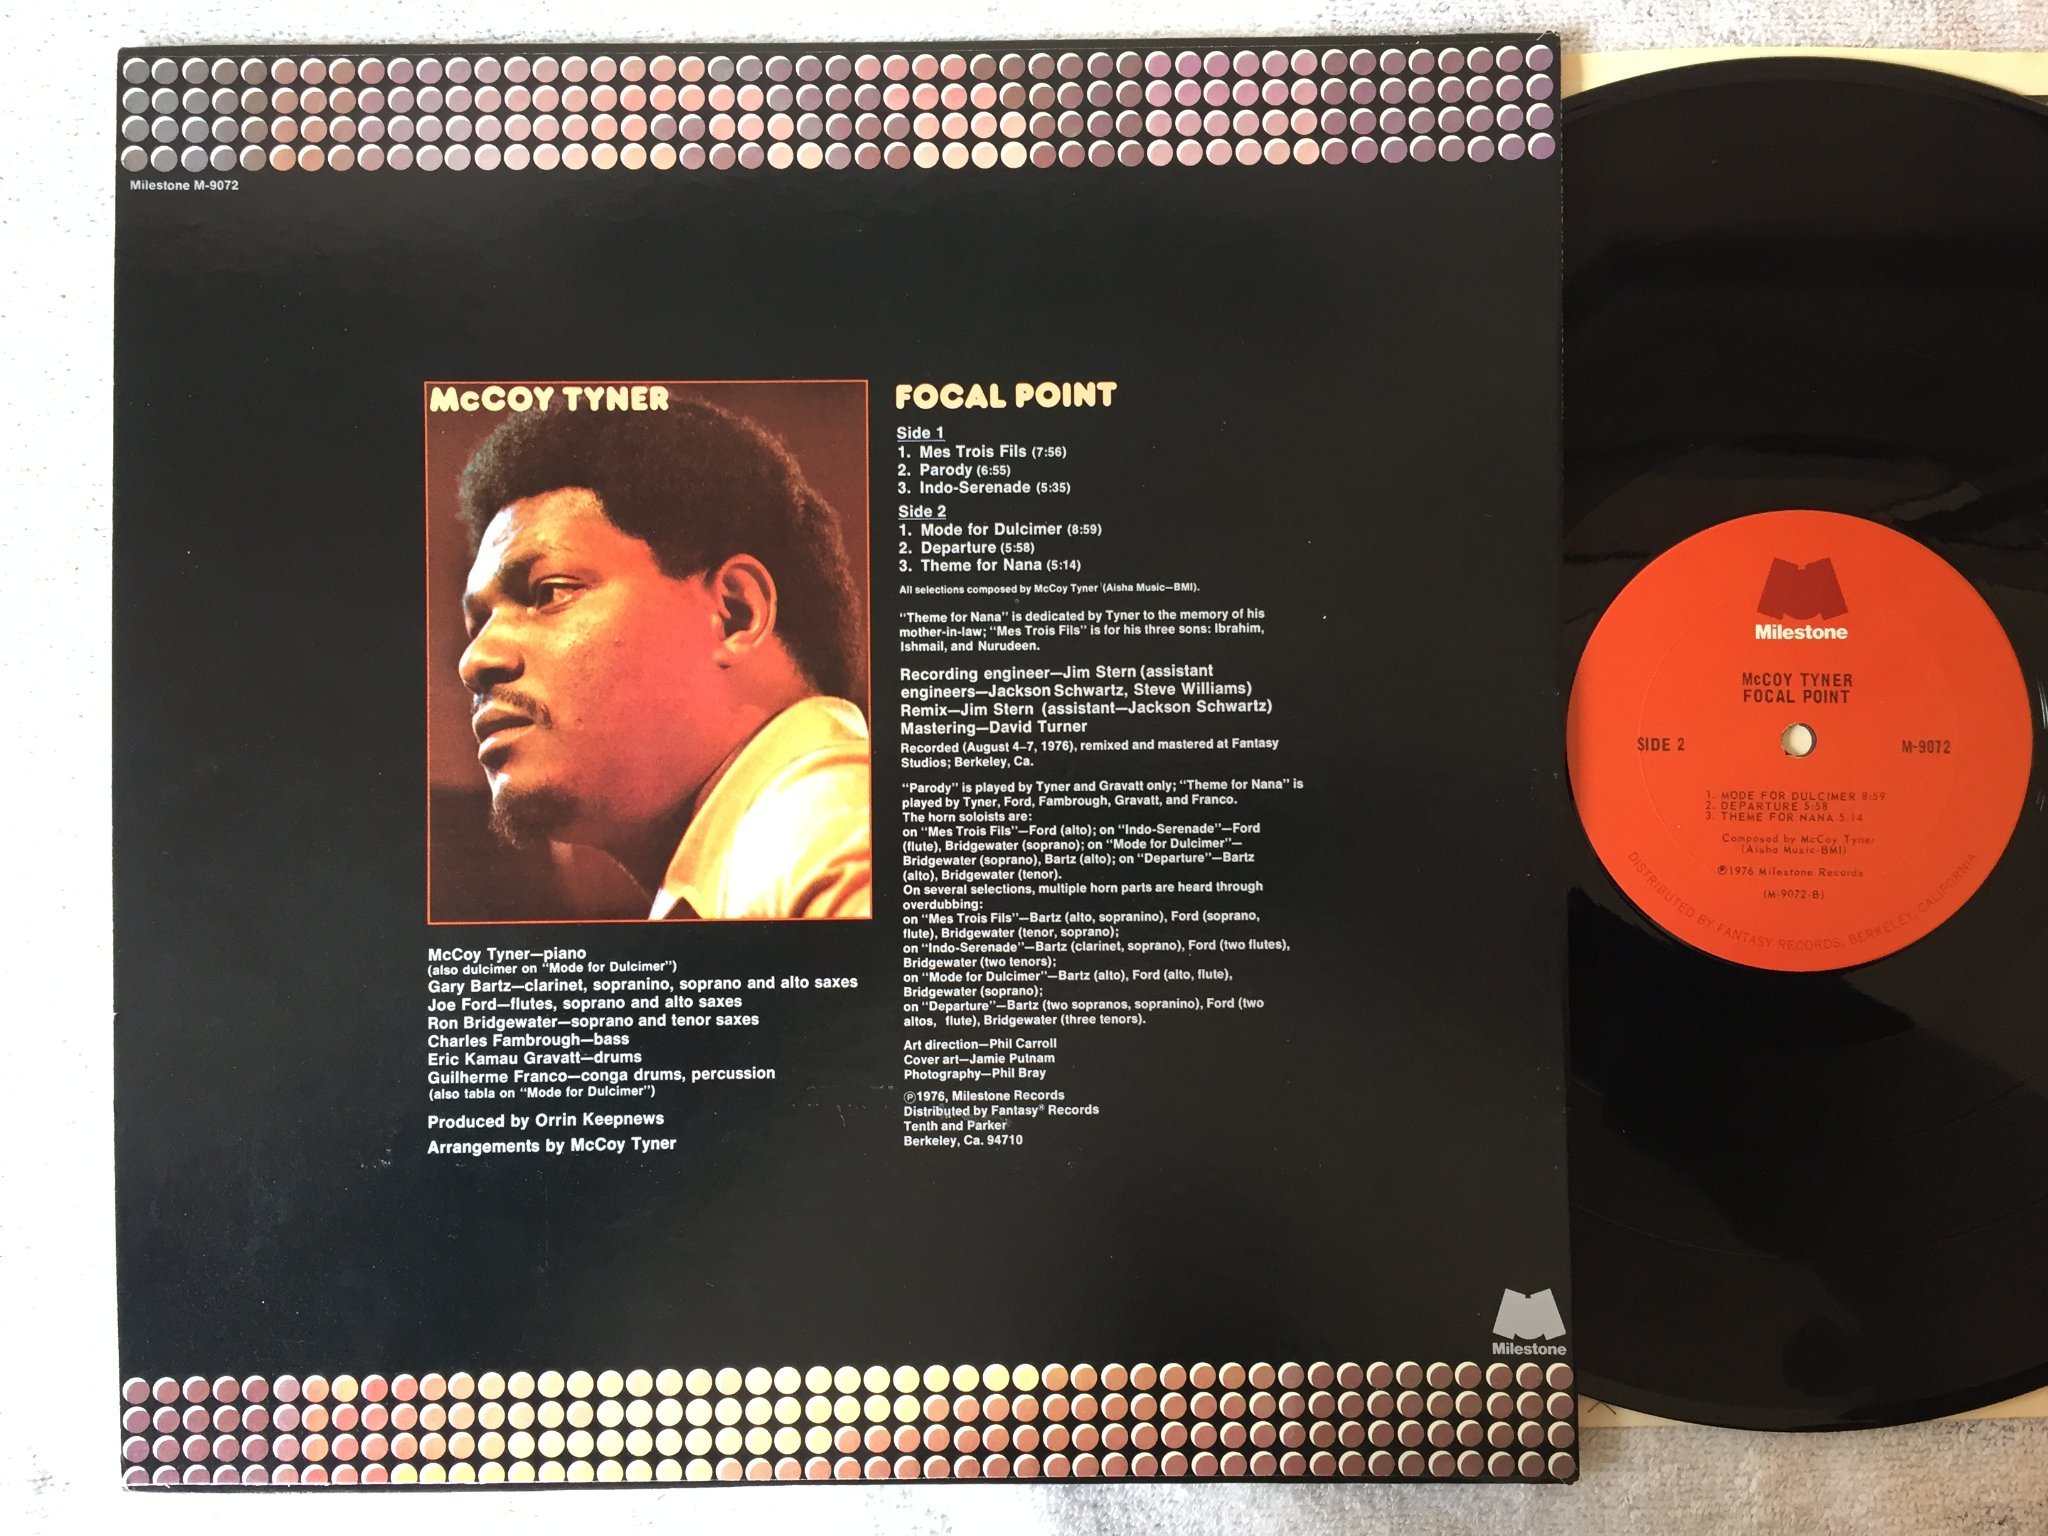 Milestone M-9072
McCOY TYNER
FOCAL POINT
Side 1
1. Mes Trois Fils (7:56)
2. Parody (6:55)
3. Indo-Serenade (5:35)
Side 2
1. Mode for Dulcimer (8:59)
2. Departure (5:58)
3. Theme for Nana (5:14)
All selections composed by McCoy Tyner (Aisha Music—BMI).
"Theme for Nana" is dedicated by Tyner to the memory of his
mother-in-law; "Mes Trois Fils" is for his three sons: Ibrahim,
Ishmail, and Nurudeen.
Recording engineer—Jim Stern (assistant
engineers—Jackson Schwartz, Steve Williams)
Remix—Jim Stern (assistant—Jackson Schwartz)
Mastering—David Turner
Recorded (August 4–7, 1976), remixed and mastered at Fantasy
Studios; Berkeley, Ca.
"Parody" is played by Tyner and Gravatt only; "Theme for Nana" is
played by Tyner, Ford, Fambrough, Gravatt, and Franco.
The horn soloists are:
on "Mes Trois Fils"—Ford (alto); on "Indo-Serenade"—Ford
(flute), Bridgewater (soprano); on "Mode for Dulcimer"—
Bridgewater (soprano), Bartz (alto); on "Departure"—Bartz
(alto), Bridgewater (tenor).
On several selections, multiple horn parts are heard through
overdubbing:
on "Mes Trois Fils"—Bartz (alto, sopranino), Ford (soprano,
flute), Bridgewater (tenor, soprano);
on "Indo-Serenade"—Bartz (clarinet, soprano), Ford (two flutes),
Bridgewater (two tenors);
on "Mode for Dulcimer"—Bartz (alto), Ford (alto, flute),
Bridgewater (soprano);
on "Departure"—Bartz (two sopranos, sopranino), Ford (two
altos, flute), Bridgewater (three tenors).
Art direction—Phil Carroll
Cover art—Jamie Putnam
Photography—Phil Bray
℗1976, Milestone Records
Distributed by Fantasy® Records
Tenth and Parker
Berkeley, Ca. 94710
McCoy Tyner—piano
(also dulcimer on "Mode for Dulcimer")
Gary Bartz—clarinet, sopranino, soprano and alto saxes
Joe Ford—flutes, soprano and alto saxes
Ron Bridgewater—soprano and tenor saxes
Charles Fambrough—bass
Eric Kamau Gravatt—drums
Guilherme Franco—conga drums, percussion
(also tabla on "Mode for Dulcimer")
Produced by Orrin Keepnews
Arrangements by McCoy Tyner
Milestone
Milestone
McCOY TYNER
FOCAL POINT
SIDE 2
M-9072
1. MODE FOR DULCIMER 8:59
2. DEPARTURE 5:58
3. THEME FOR NANA 5:14
Composed by McCoy Tyner
(Aisha Music-BMI)
℗1976 Milestone Records
(M-9072-B)
DISTRIBUTED BY FANTASY RECORDS, BERKELEY, CALIFORNIA